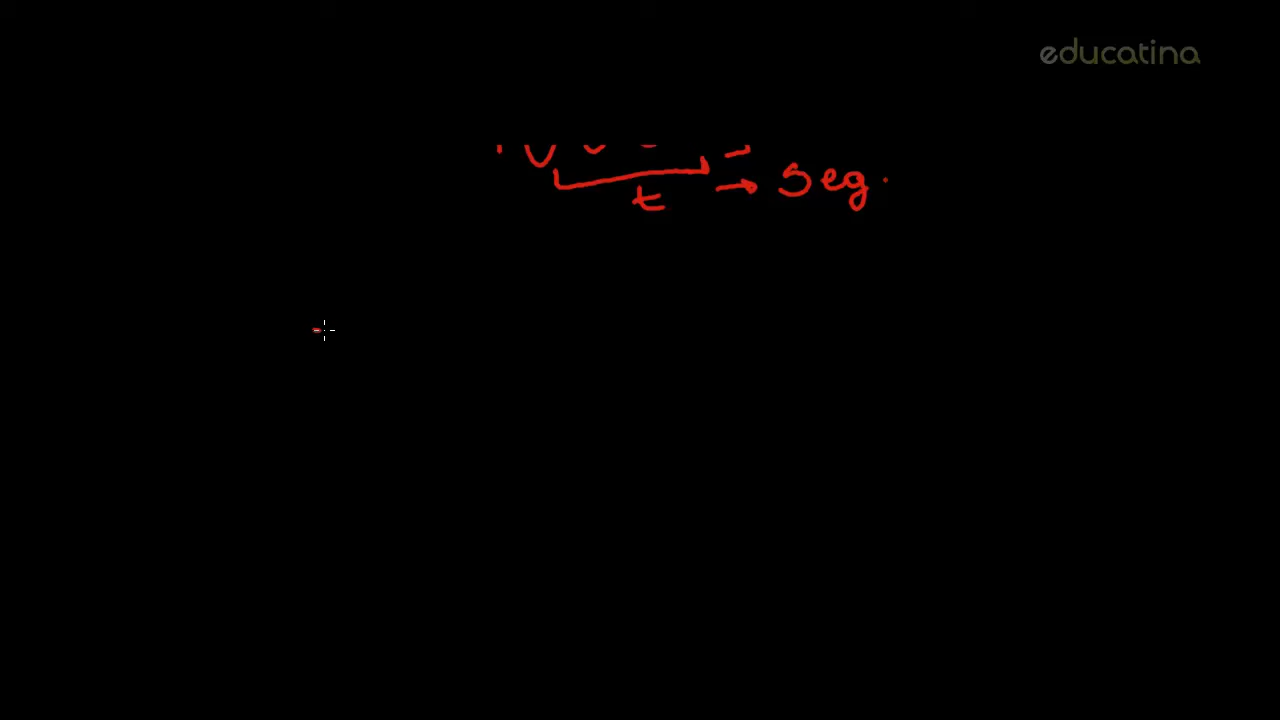 educatina
t → seg.